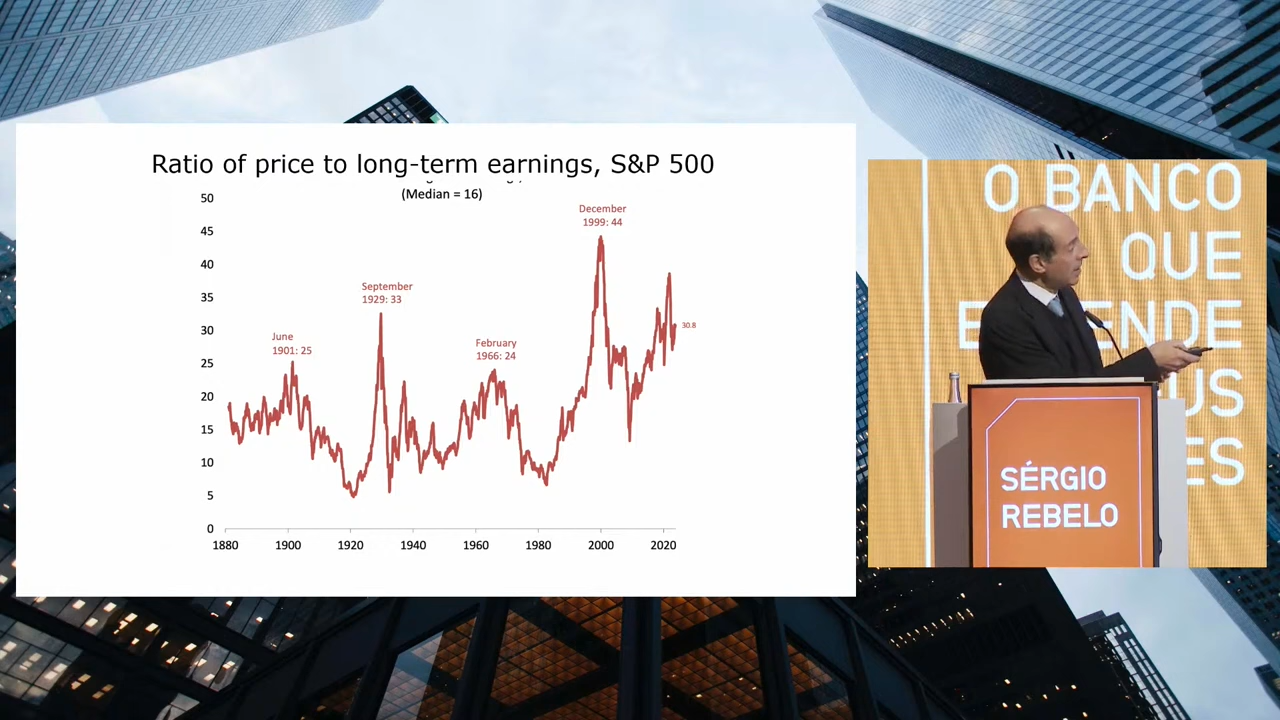 Ratio of price to long-term earnings, S&P 500
(Median = 16)
50
45
40
35
30
25
20
15
10
5
0
June
1901: 25
September
1929: 33
February
1966: 24
December
1999: 44
30.8
1880
1900
1920
1940
1960
1980
2000
2020
O BANCO
QUE
SÉRGIO
REBELO